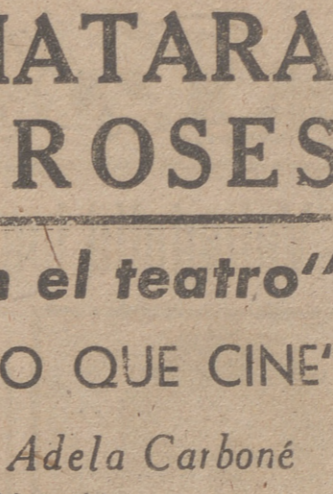 MATARA
ROSES
n el teatro"
O QUE CINE"
Adela Carboné